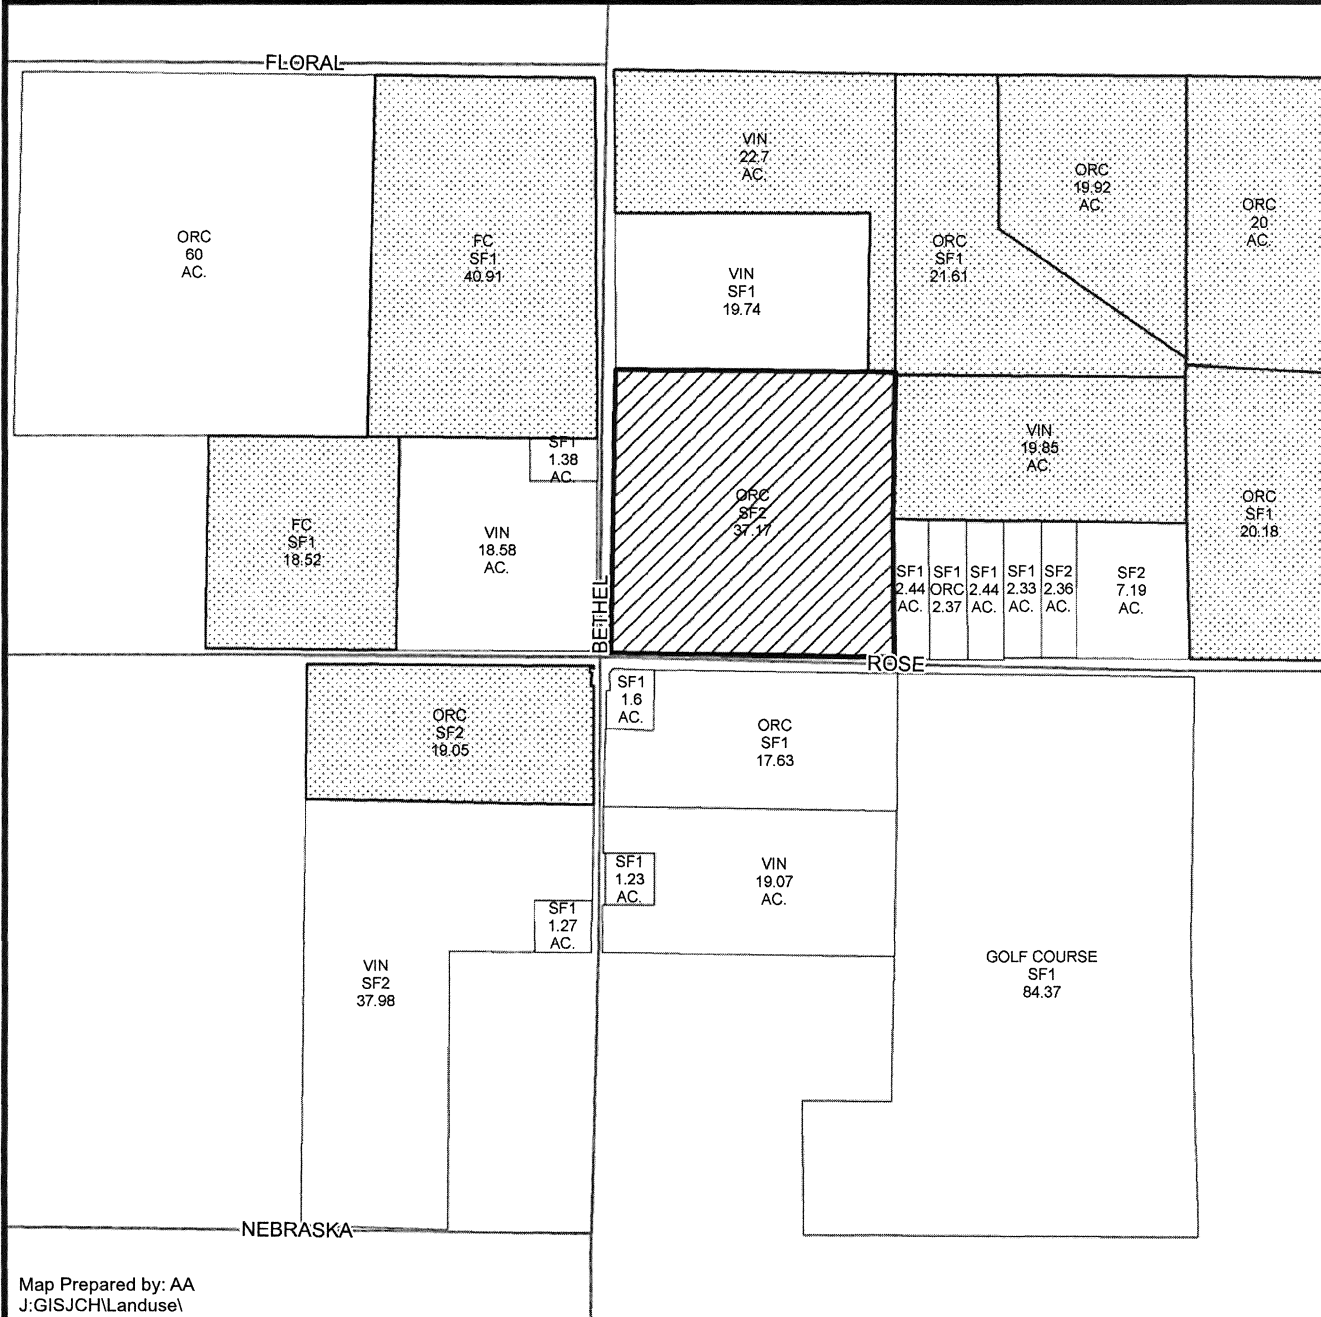 FLORAL
ORC
60
AC.
FC
SF1
40.91
VIN
22.7
AC.
VIN
SF1
19.74
ORC
SF1
21.61
ORC
19.92
AC.
ORC
20
AC.
SF1
1.38
AC.
FC
SF1
18.52
VIN
18.58
AC.
BETHEL
ORC
SF2
37.17
VIN
19.85
AC.
ORC
SF1
20.18
SF1
2.44
AC.
SF1
ORC
2.37
SF1
2.44
AC.
SF1
2.33
AC.
SF2
2.36
AC.
SF2
7.19
AC.
ROSE
ORC
SF2
19.05
SF1
1.6
AC.
ORC
SF1
17.63
SF1
1.23
AC.
VIN
19.07
AC.
SF1
1.27
AC.
VIN
SF2
37.98
GOLF COURSE
SF1
84.37
NEBRASKA
Map Prepared by: AA
J:GISJCH\Landuse\